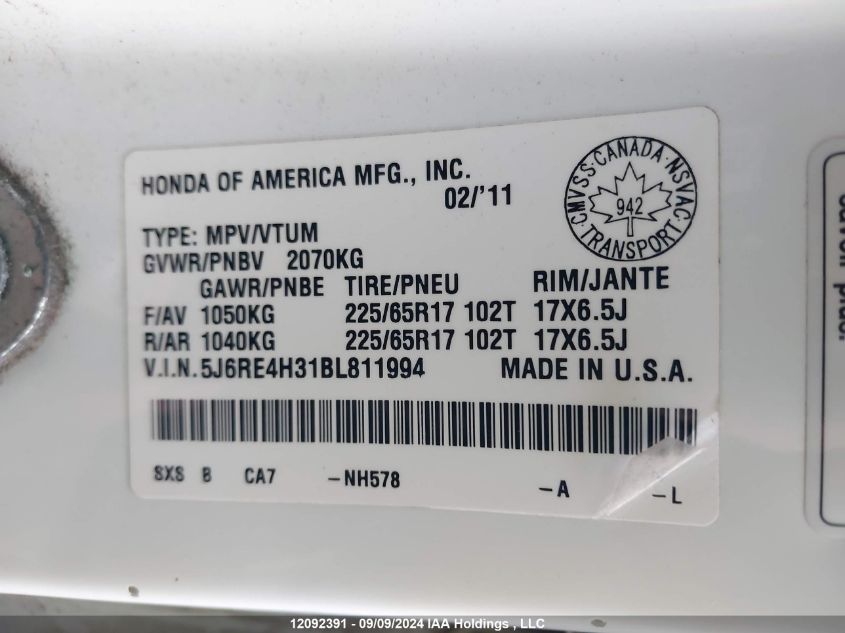 HONDA OF AMERICA MFG., INC.
02/'11
CMVSS · CANADA · NSVAC
942
TRANSPORT
TYPE: MPV/VTUM
GVWR/PNBV 2070KG
GAWR/PNBE TIRE/PNEU RIM/JANTE
F/AV 1050KG 225/65R17 102T 17X6.5J
R/AR 1040KG 225/65R17 102T 17X6.5J
V.I.N. 5J6RE4H31BL811994 MADE IN U.S.A.
SXS B CA7 -NH578 -A -L
12092391 - 09/09/2024 IAA Holdings , LLC